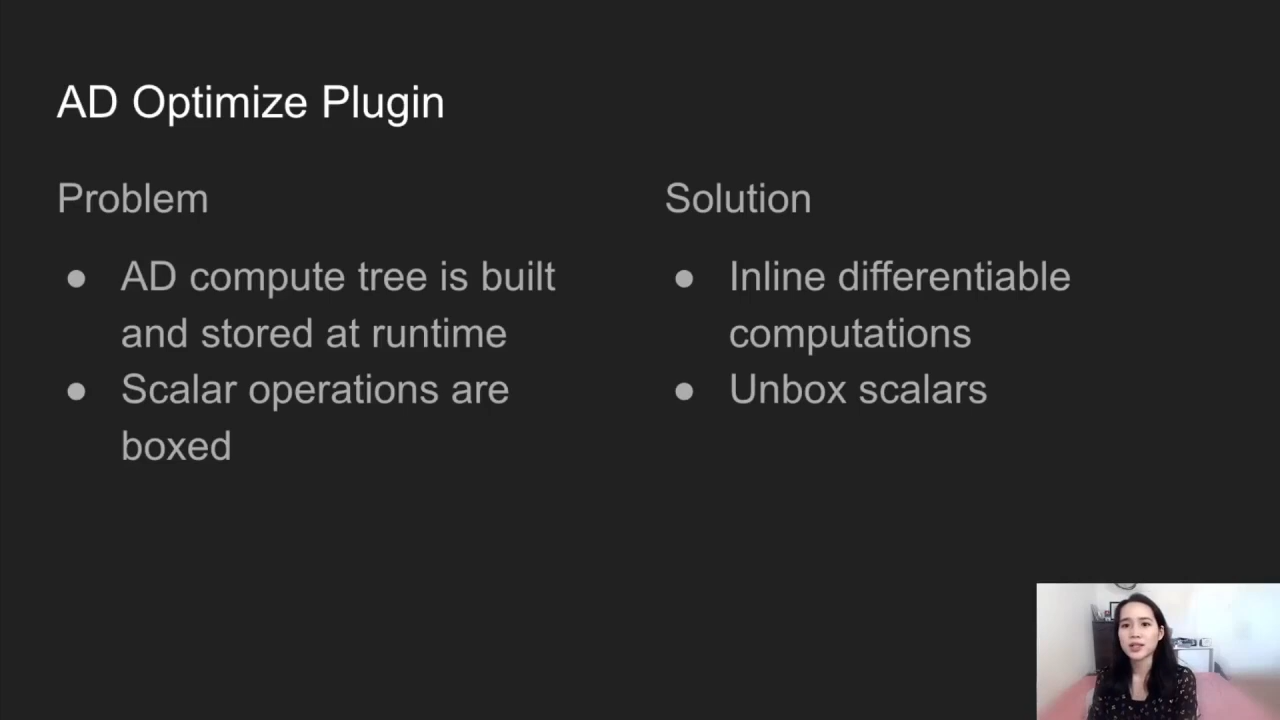 AD Optimize Plugin
Problem
● AD compute tree is built
and stored at runtime
● Scalar operations are
boxed
Solution
● Inline differentiable
computations
● Unbox scalars